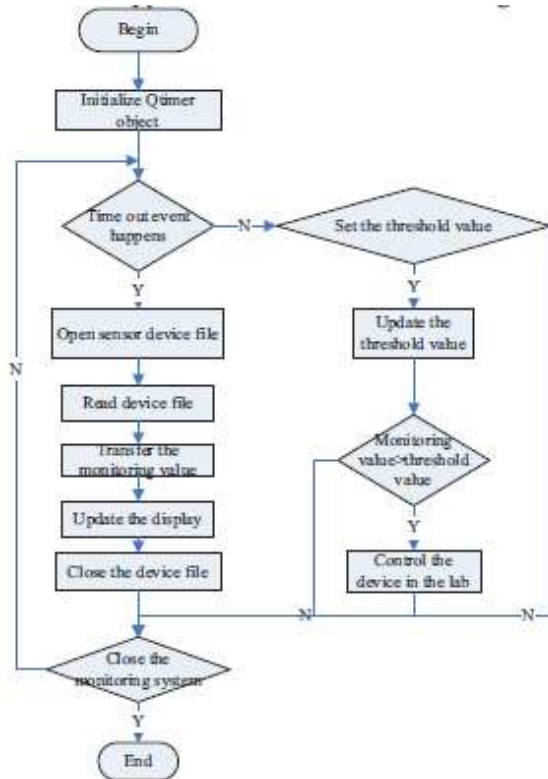 Begin
Initialize Qtimer
object
Time out event
happens
N
Set the threshold value
Y
Y
Open sensor device file
Update the
threshold value
N
Read device file
Transfer the
monitoring value
Monitoring
value>threshold
value
Update the display
Y
Close the device file
Control the
device in the lab
N
N
Close the
monitoring system
Y
End